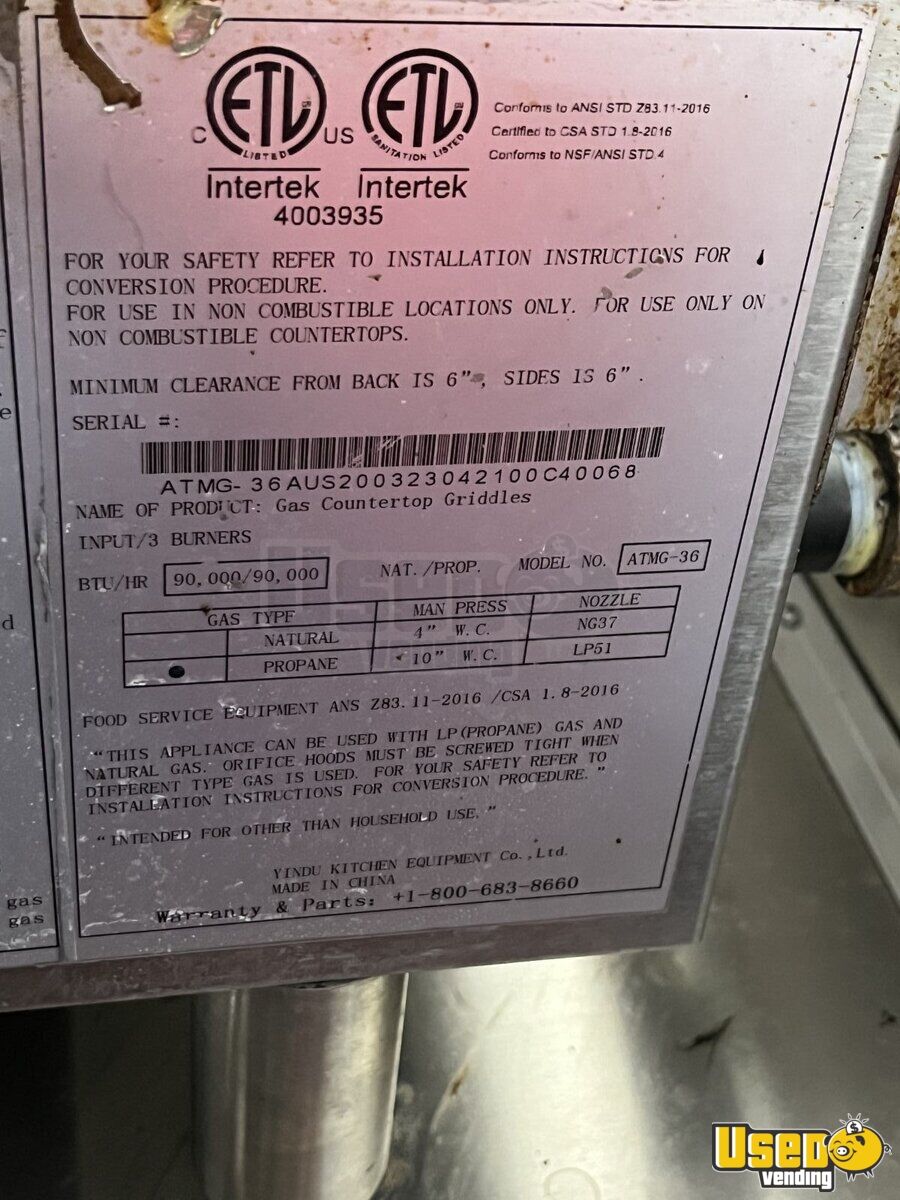 C ETL US ETL
LISTED SANITATION LISTED
Intertek Intertek
4003935
Conforms to ANSI STD Z83.11-2016
Certified to CSA STD 1.8-2016
Conforms to NSF/ANSI STD 4
FOR YOUR SAFETY REFER TO INSTALLATION INSTRUCTIONS FOR
CONVERSION PROCEDURE.
FOR USE IN NON COMBUSTIBLE LOCATIONS ONLY. FOR USE ONLY ON
NON COMBUSTIBLE COUNTERTOPS.
MINIMUM CLEARANCE FROM BACK IS 6", SIDES IS 6".
SERIAL #:
ATMG-36AUS200323042100C40068
NAME OF PRODUCT: Gas Countertop Griddles
INPUT/3 BURNERS
BTU/HR 90,000/90,000 NAT./PROP. MODEL NO. ATMG-36
GAS TYPE MAN PRESS NOZZLE
NATURAL 4" W.C. NG37
PROPANE 10" W.C. LP51
FOOD SERVICE EQUIPMENT ANS Z83.11-2016 /CSA 1.8-2016
"THIS APPLIANCE CAN BE USED WITH LP(PROPANE) GAS AND
NATURAL GAS. ORIFICE HOODS MUST BE SCREWED TIGHT WHEN
DIFFERENT TYPE GAS IS USED. FOR YOUR SAFETY REFER TO
INSTALLATION INSTRUCTIONS FOR CONVERSION PROCEDURE."
"INTENDED FOR OTHER THAN HOUSEHOLD USE."
YINDU KITCHEN EQUIPMENT Co.,Ltd.
MADE IN CHINA
Warranty & Parts: +1-800-683-8660
gas
gas
USED
vending